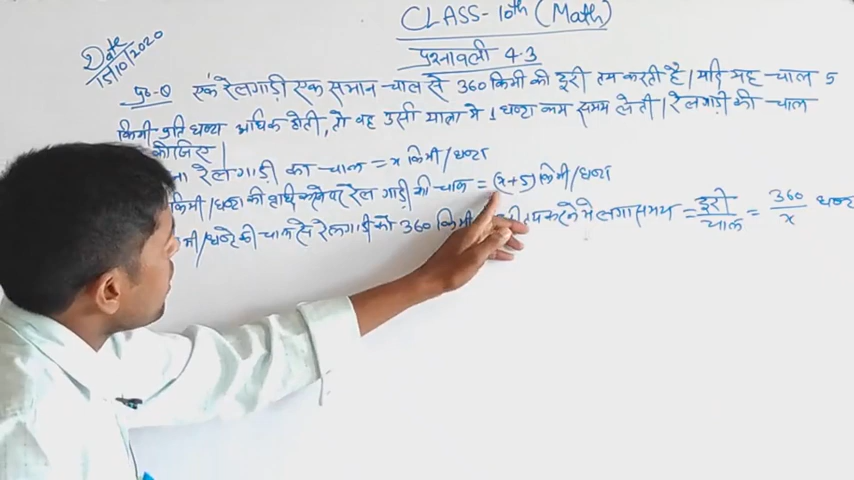 CLASS-10th (Math)
Date 15/10/2020
प्रश्नावली 4.3
प्र०-8 एक रेलगाड़ी एक समान चाल से 360 किमी की दूरी तय करती है। यदि यह चाल 5
किमी प्रति घण्टा अधिक होती, तो वह उसी यात्रा मे 1 घण्टा कम समय लेती। रेलगाड़ी की चाल
कीजिए।
रेलगाड़ी का चाल = x किमी/घण्टा
किमी/घण्टा की वृद्धि करने पर रेल गाड़ी की चाल = (x+5) किमी/घण्टा
मी/घण्टे की चाल से रेलगाड़ी को 360 किमी तय करने मे लगा समय = दूरी/चाल = 360/x घण्टा